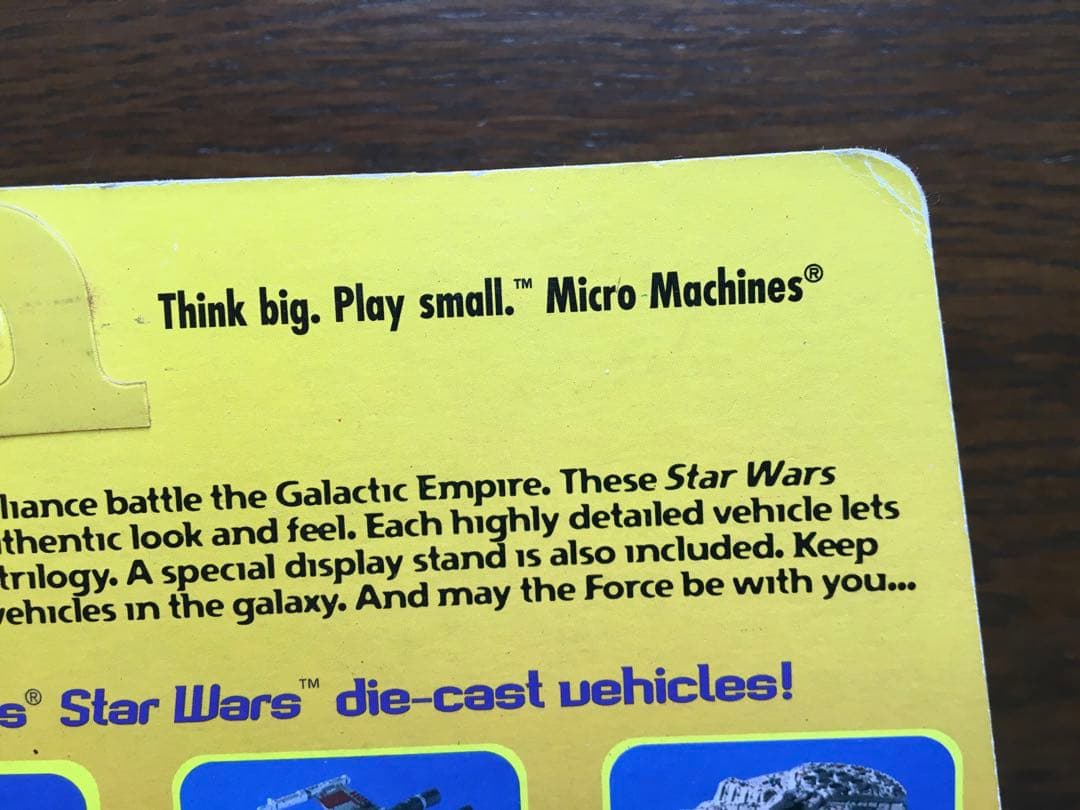 Think big. Play small.™ Micro Machines®
liance battle the Galactic Empire. These Star Wars
thentic look and feel. Each highly detailed vehicle lets
trilogy. A special display stand is also included. Keep
vehicles in the galaxy. And may the Force be with you...
s® Star Wars™ die-cast vehicles!